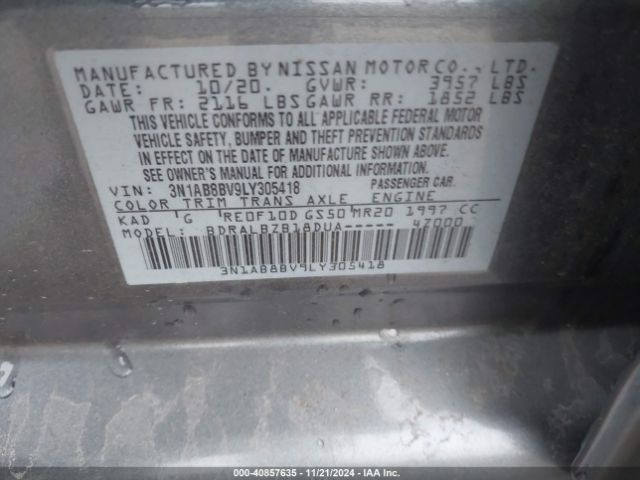 MANUFACTURED BY NISSAN MOTOR CO., LTD.
DATE: 10/20. GVWR: 3957 LBS
GAWR FR: 2116 LBS GAWR RR: 1852 LBS
THIS VEHICLE CONFORMS TO ALL APPLICABLE FEDERAL MOTOR
VEHICLE SAFETY, BUMPER AND THEFT PREVENTION STANDARDS
IN EFFECT ON THE DATE OF MANUFACTURE SHOWN ABOVE.
SEE OWNER'S MANUAL FOR ADDITIONAL INFORMATION.
VIN: 3N1AB8BV9LY305418 PASSENGER CAR.
COLOR TRIM TRANS AXLE ENGINE
KAD G RE0F10D GS50 MR20 1997 CC
MODEL: BDRALBZB18DUA----- 4Z000
3N1AB8BV9LY305418
000-40857635 - 11/21/2024 - IAA Inc.